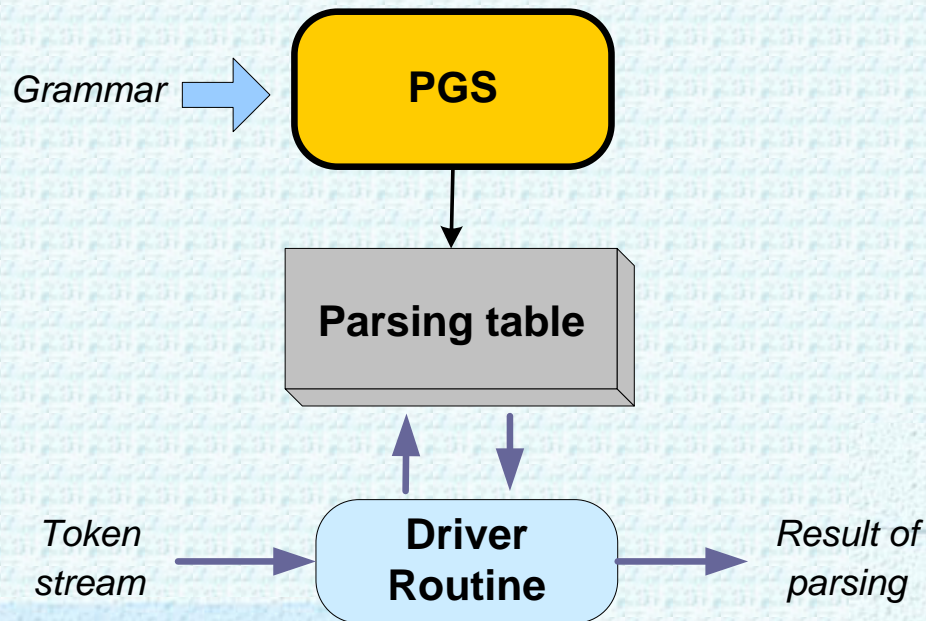 Grammar
PGS
Parsing table
Token
stream
Driver
Routine
Result of
parsing